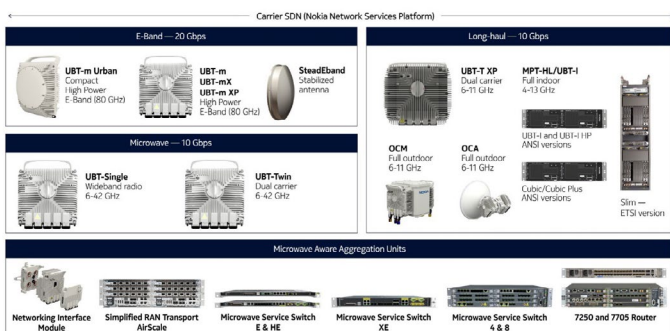 Carrier SDN (Nokia Network Services Platform)
E-Band — 20 Gbps
UBT-m Urban
Compact
High Power
E-Band (80 GHz)
UBT-m
UBT-mX
UBT-m XP
High Power
E-Band (80 GHz)
SteadEband
Stabilized
antenna
Microwave — 10 Gbps
UBT-Single
Wideband radio
6-42 GHz
UBT-Twin
Dual carrier
6-42 GHz
Long-haul — 10 Gbps
UBT-T XP
Dual carrier
6-11 GHz
MPT-HL/UBT-I
Full indoor
4-13 GHz
UBT-I and UBT-I HP
ANSI versions
OCM
Full outdoor
6-11 GHz
OCA
Full outdoor
6-11 GHz
Cubic/Cubic Plus
ANSI versions
Slim —
ETSI version
Microwave Aware Aggregation Units
Networking Interface
Module
Simplified RAN Transport
AirScale
Microwave Service Switch
E & HE
Microwave Service Switch
XE
Microwave Service Switch
4 & 8
7250 and 7705 Router